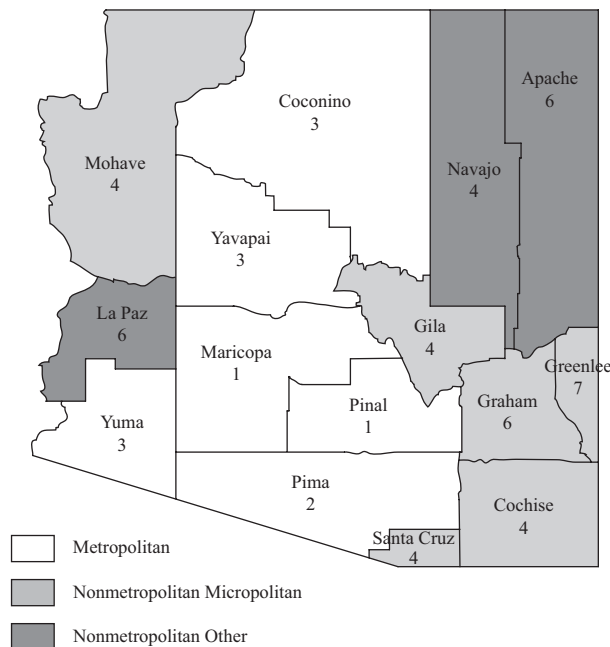 Coconino
3
Apache
6
Mohave
4
Navajo
4
Yavapai
3
La Paz
6
Gila
4
Maricopa
1
Greenlee
7
Graham
6
Pinal
1
Yuma
3
Pima
2
Cochise
4
Santa Cruz
4
Metropolitan
Nonmetropolitan Micropolitan
Nonmetropolitan Other